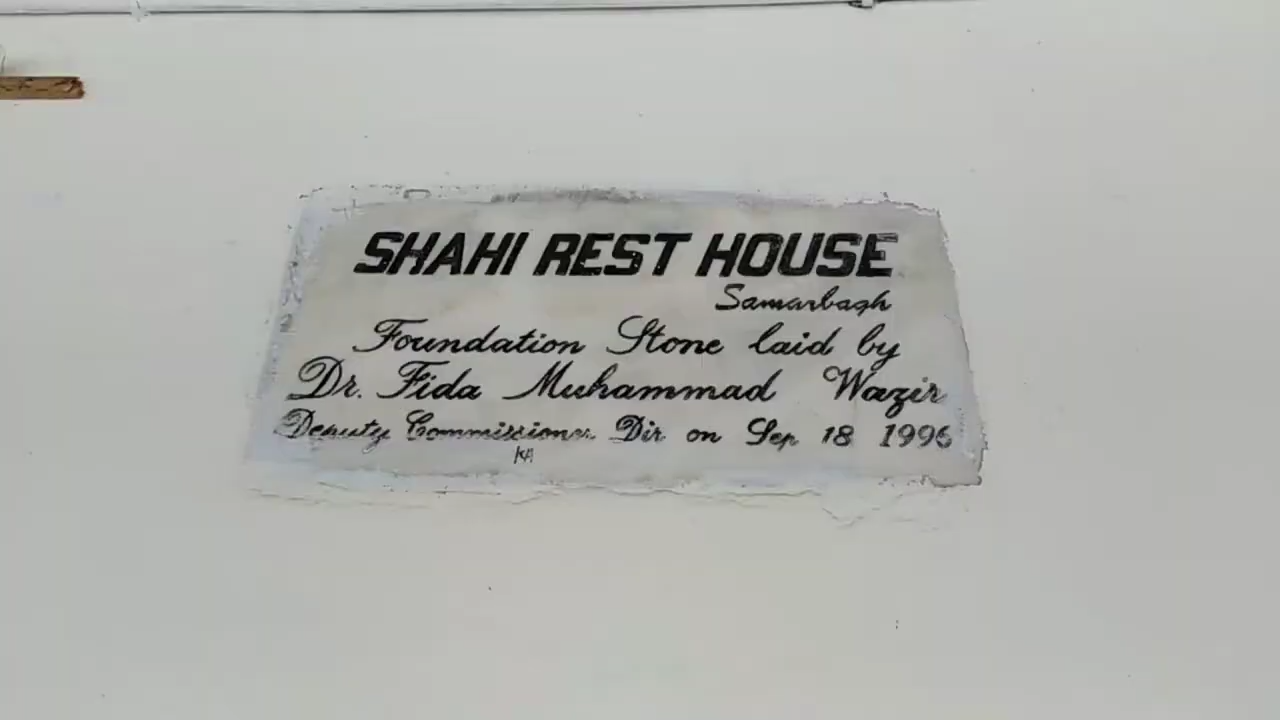 SHAHI REST HOUSE
Samarbagh
Foundation Stone laid by
Dr. Fida Muhammad Wazir
Deputy Commissioner Dir on Sep 18 1996
KA